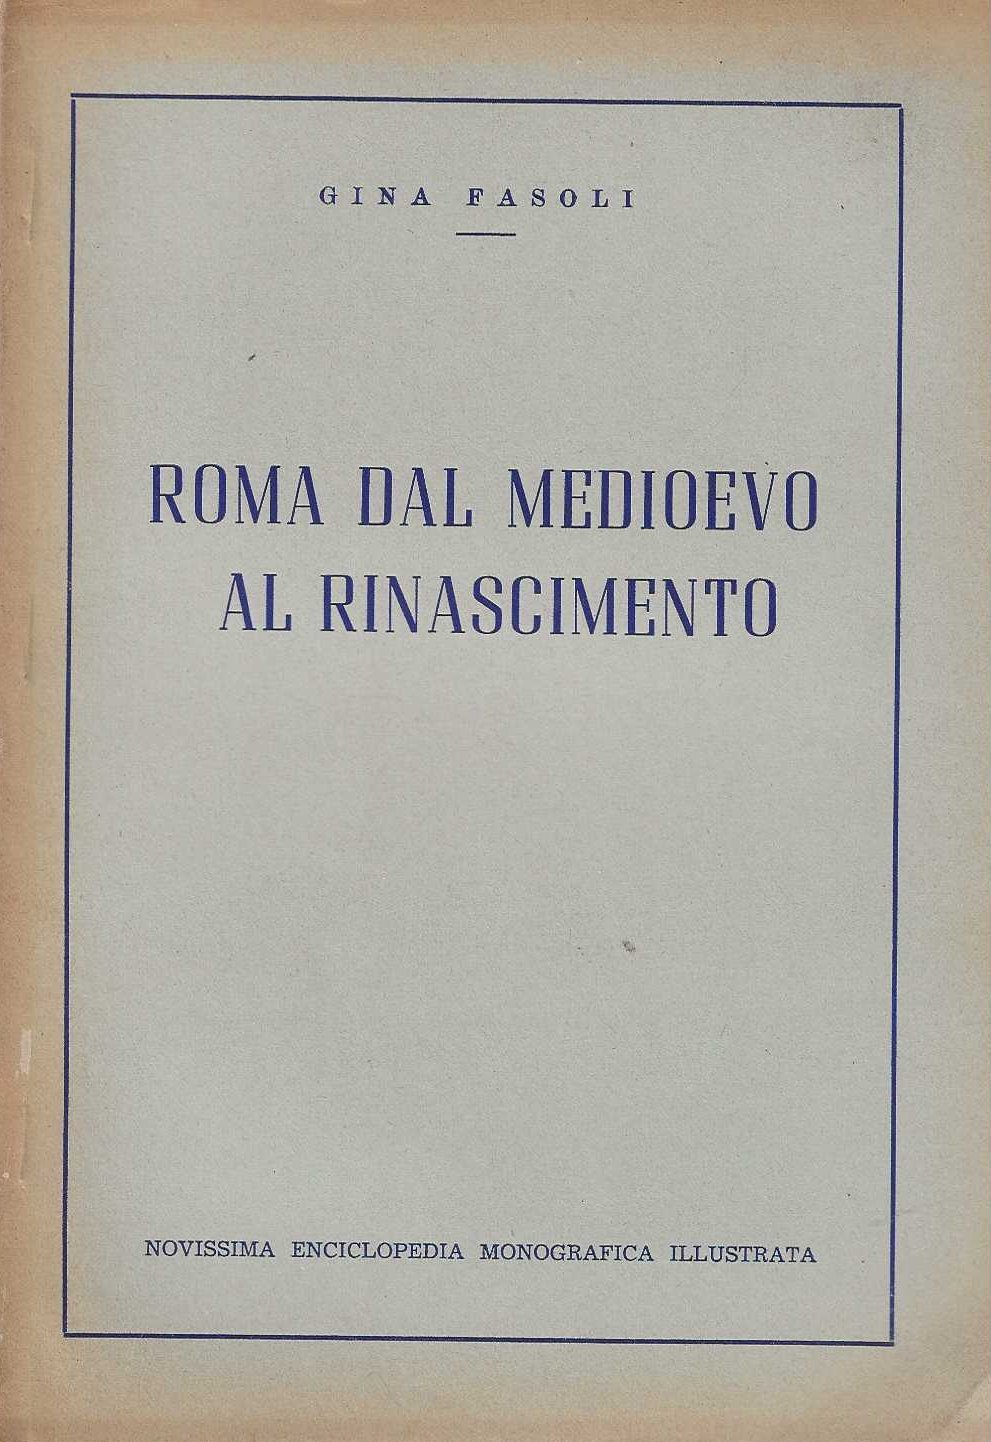 GINA FASOLI
ROMA DAL MEDIOEVO
AL RINASCIMENTO
NOVISSIMA ENCICLOPEDIA MONOGRAFICA ILLUSTRATA